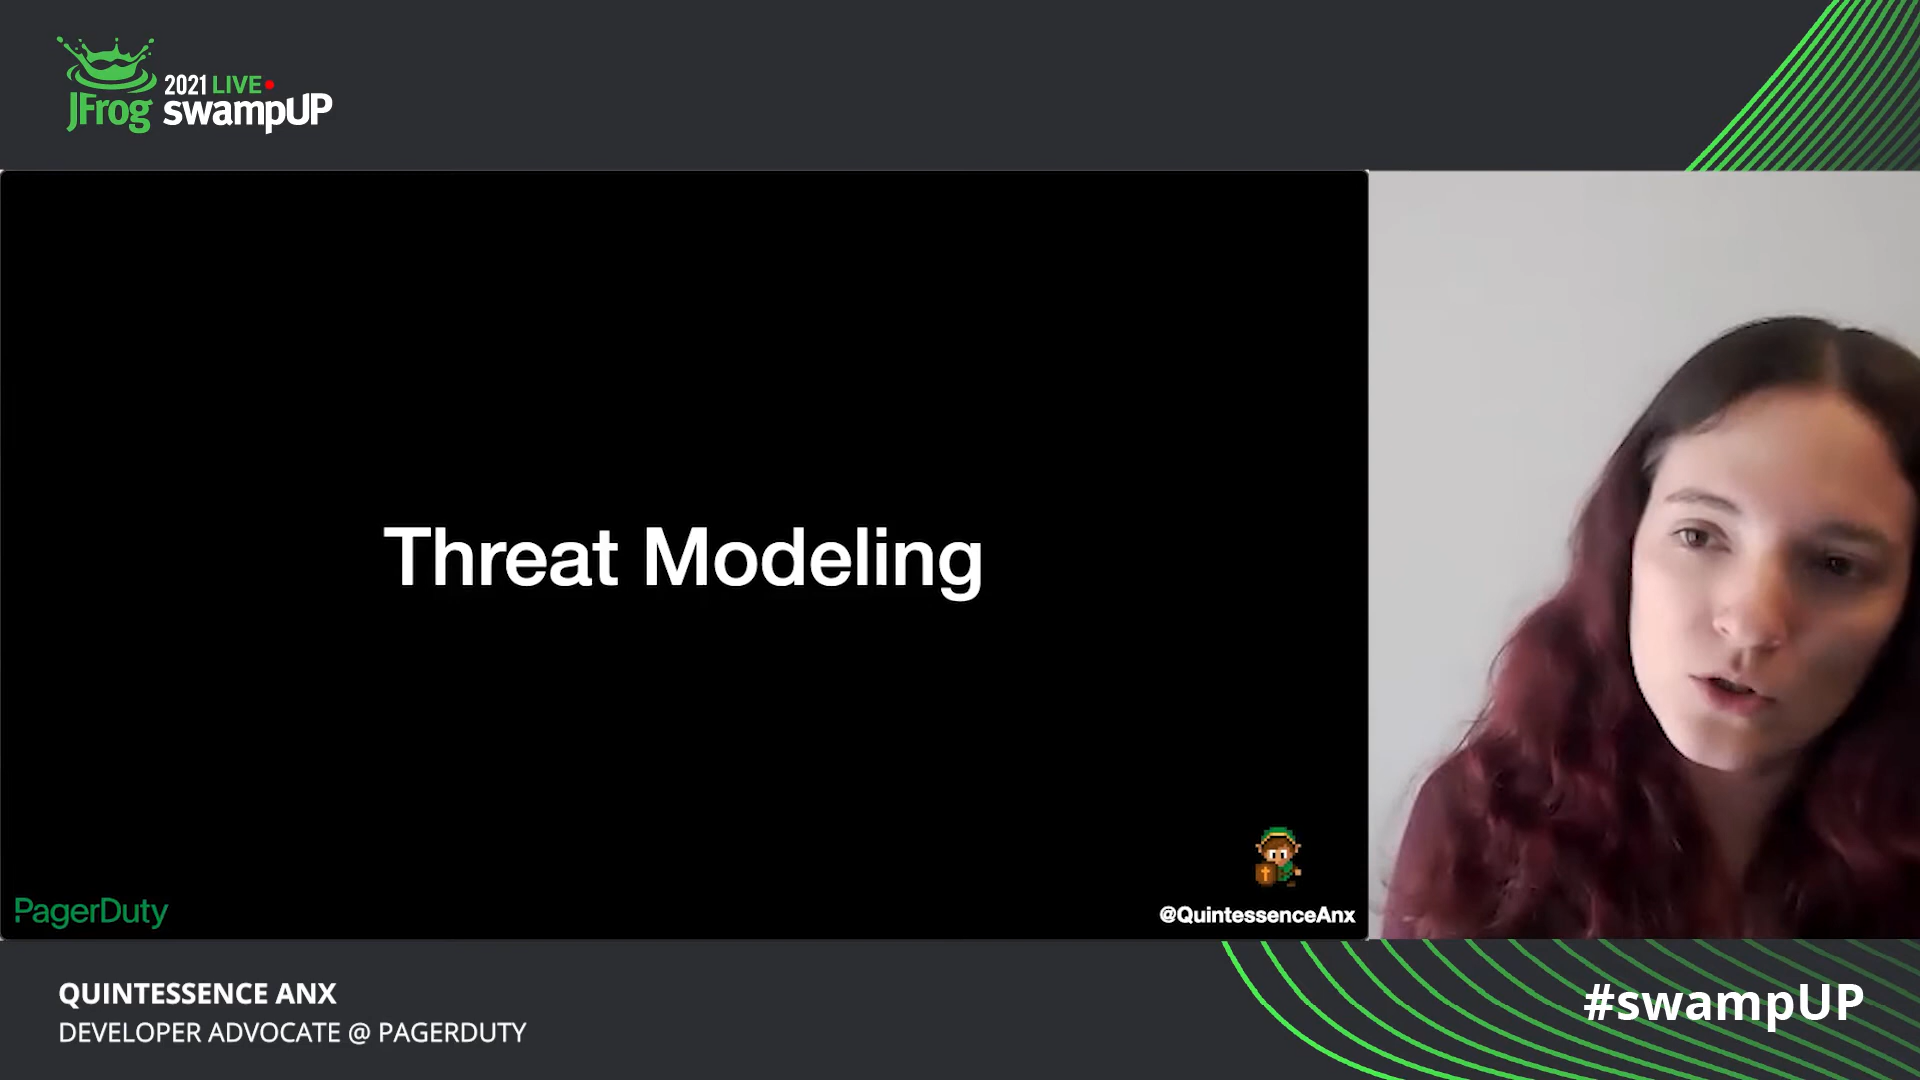 2021 LIVE
JFrog swampUP
Threat Modeling
PagerDuty
@QuintessenceAnx
QUINTESSENCE ANX
DEVELOPER ADVOCATE @ PAGERDUTY
#swampUP